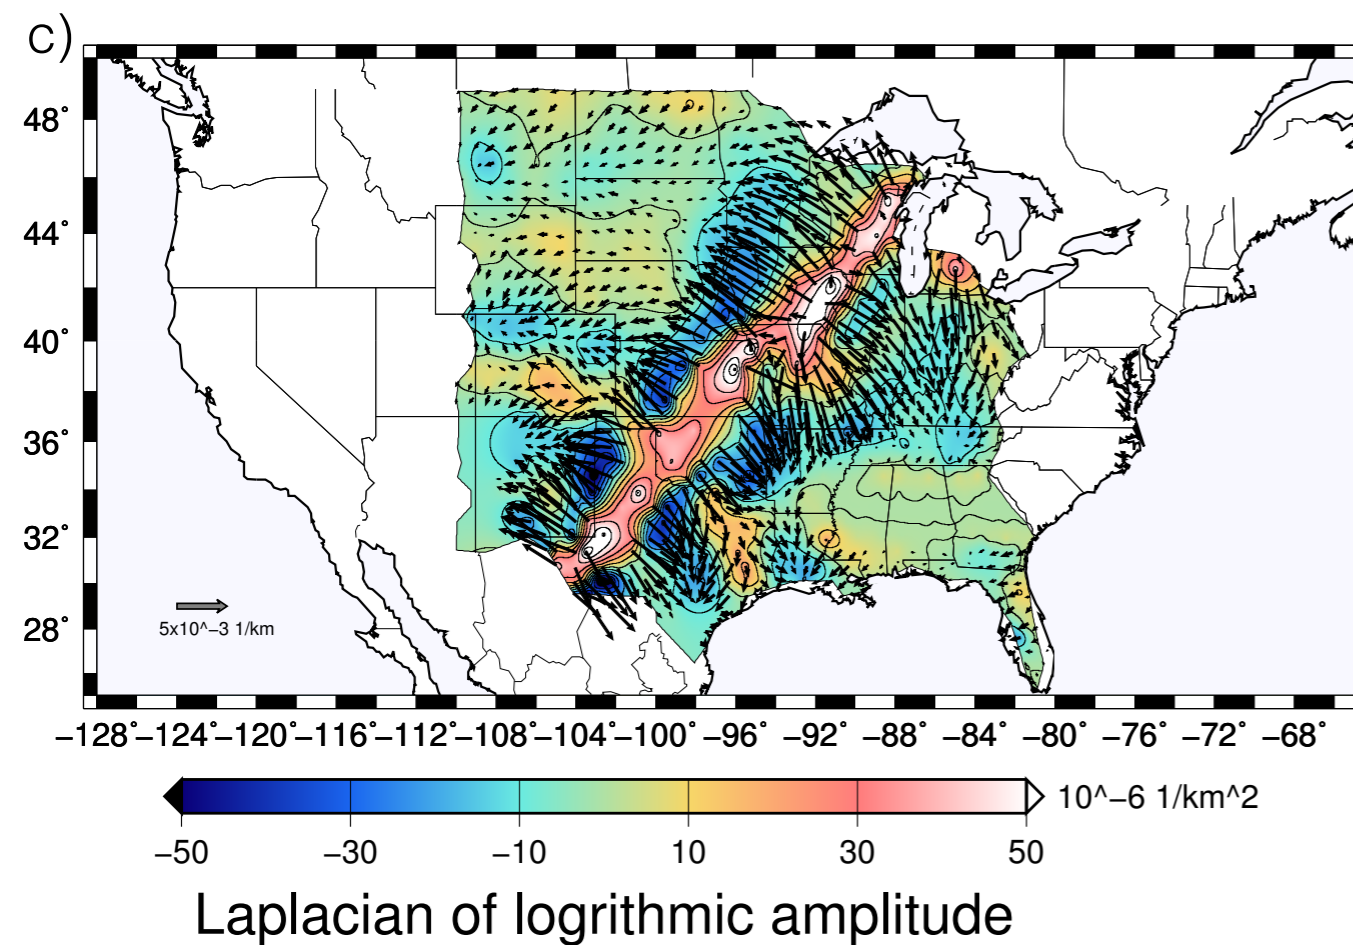 c)
48°
44°
40°
36°
32°
28°
5x10^−3 1/km
−128° −124° −120° −116° −112° −108° −104° −100° −96° −92° −88° −84° −80° −76° −72° −68°
10^−6 1/km^2
−50 −30 −10 10 30 50
Laplacian of logrithmic amplitude